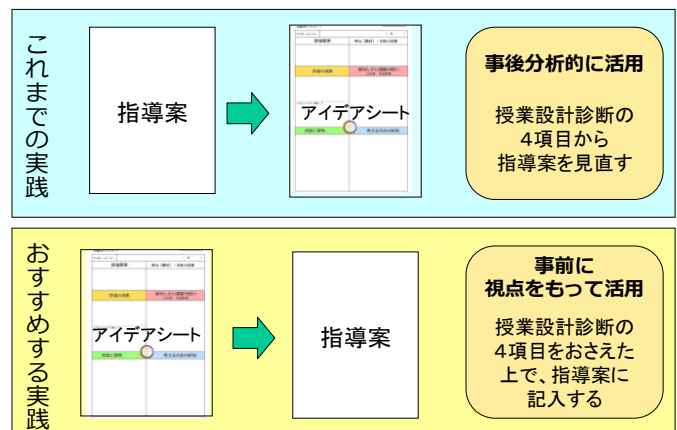 これまでの実践
指導案
アイデアシート
事後分析的に活用
授業設計診断の
4項目から
指導案を見直す
おすすめする実践
アイデアシート
指導案
事前に
視点をもって活用
授業設計診断の
4項目をおさえた
上で、指導案に
記入する